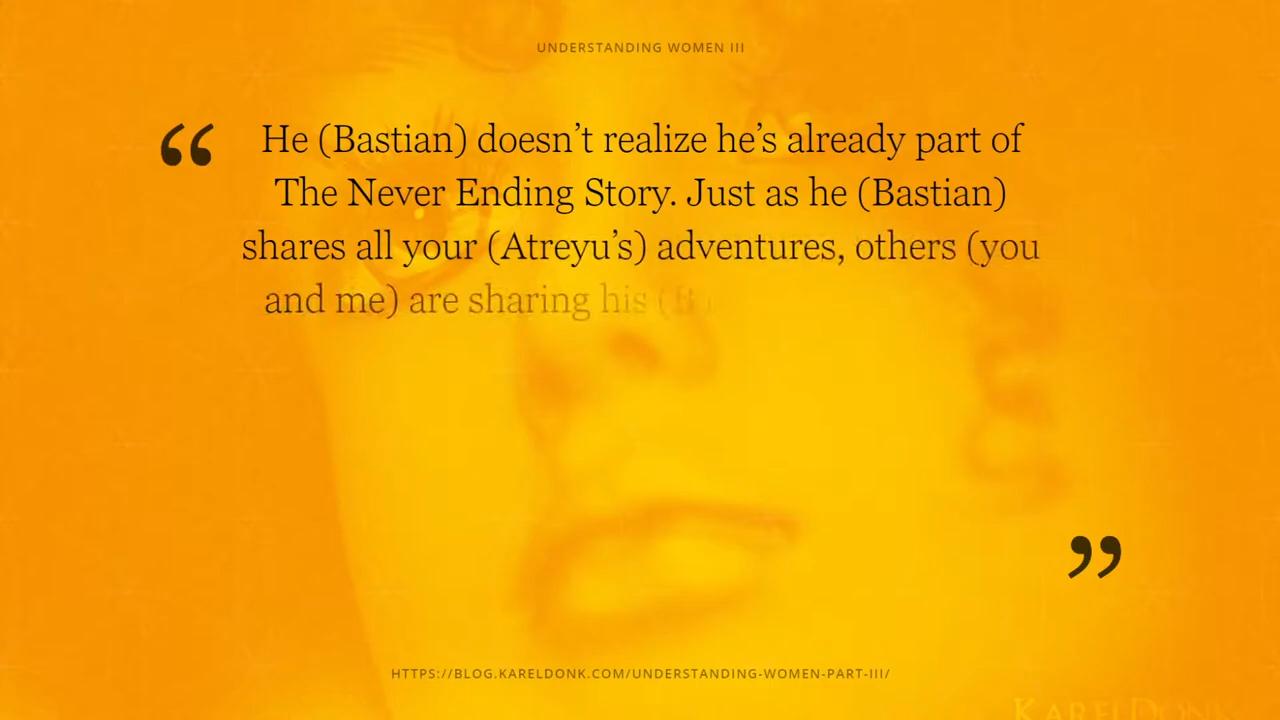 UNDERSTANDING WOMEN III
“ He (Bastian) doesn’t realize he’s already part of
The Never Ending Story. Just as he (Bastian)
shares all your (Atreyu’s) adventures, others (you
and me) are sharing his
”
HTTPS://BLOG.KARELDONK.COM/UNDERSTANDING-WOMEN-PART-III/
KAREL DONK